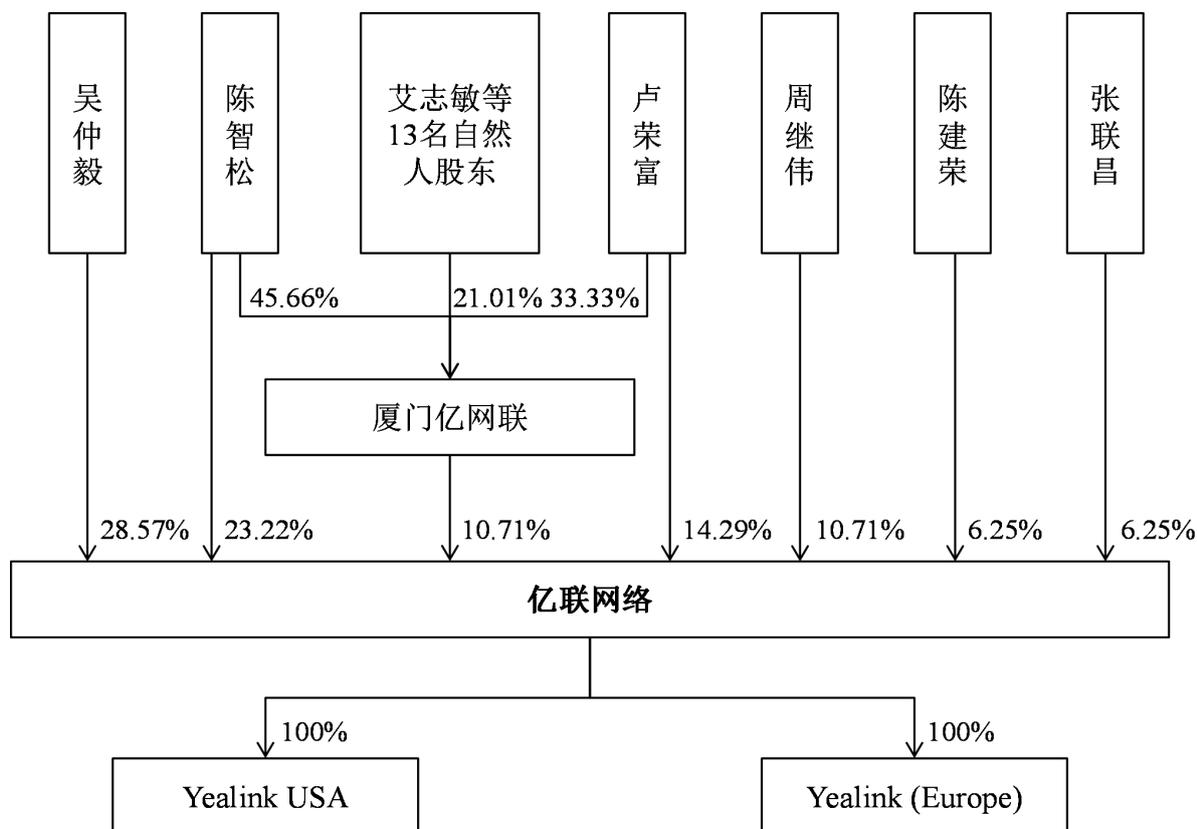 吴仲毅
陈智松
艾志敏等
13名自然
人股东
卢荣富
周继伟
陈建荣
张联昌
45.66%
21.01%
33.33%
厦门亿网联
28.57%
23.22%
10.71%
14.29%
10.71%
6.25%
6.25%
亿联网络
100%
100%
Yealink USA
Yealink (Europe)